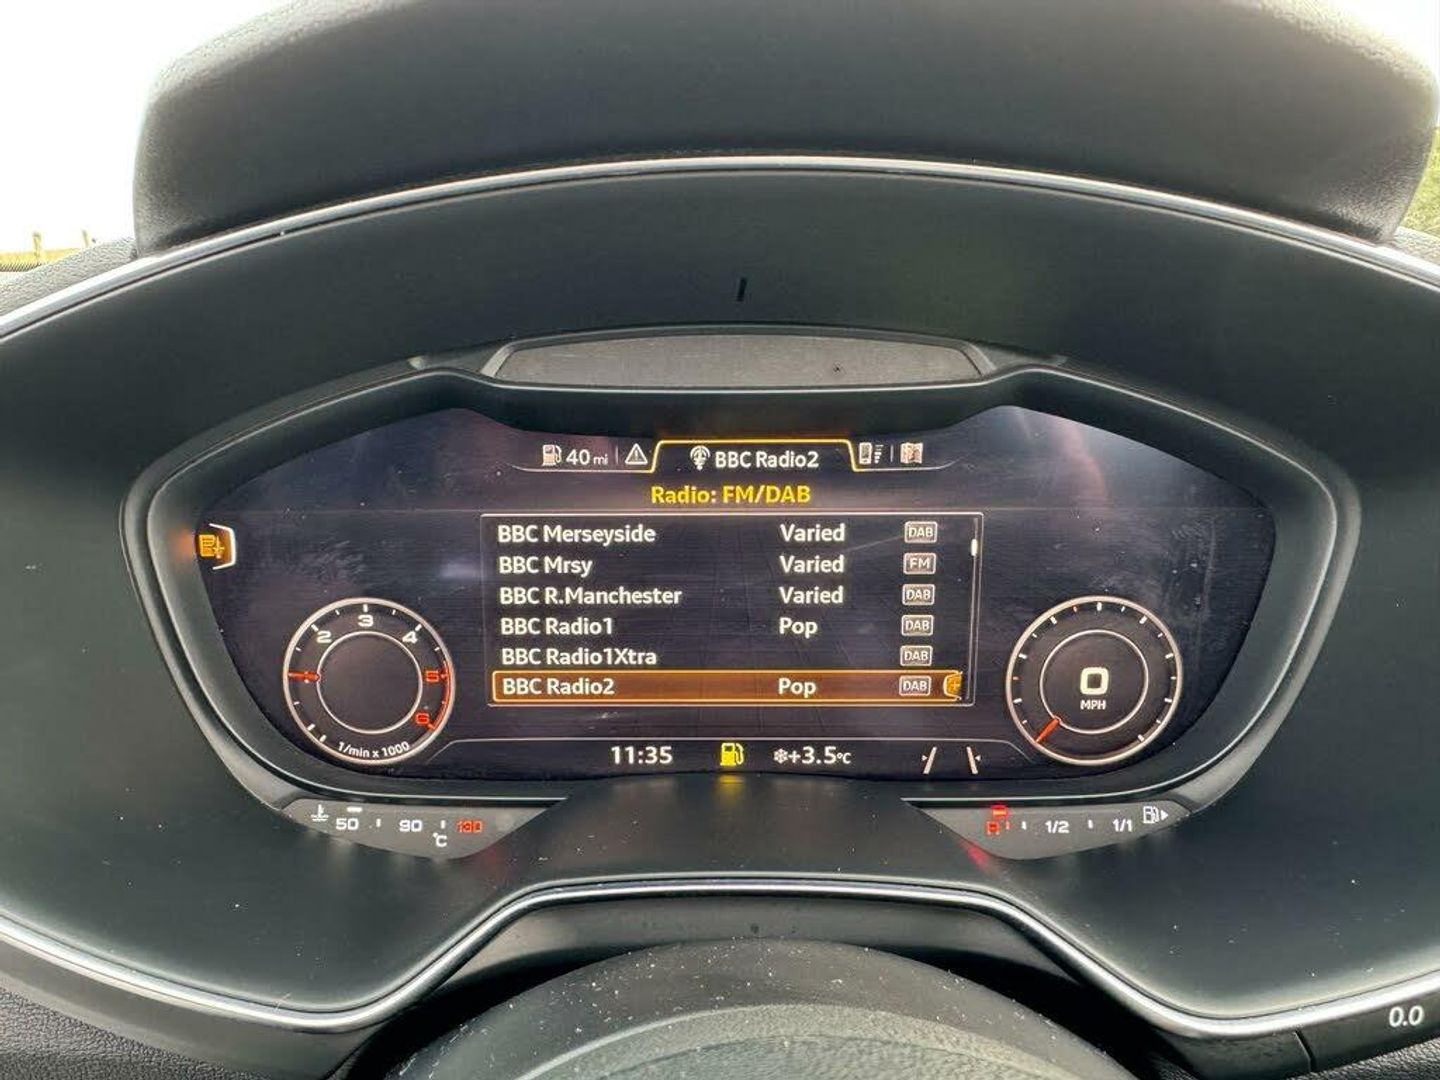 40 mi BBC Radio2
Radio: FM/DAB
BBC Merseyside Varied DAB
BBC Mrsy Varied FM
BBC R.Manchester Varied DAB
BBC Radio1 Pop DAB
BBC Radio1Xtra DAB
BBC Radio2 Pop DAB
2 3 4 5 6
1/min x 1000
0
MPH
11:35 +3.5°C
50 90 130
°C
R 1/2 1/1
0.0